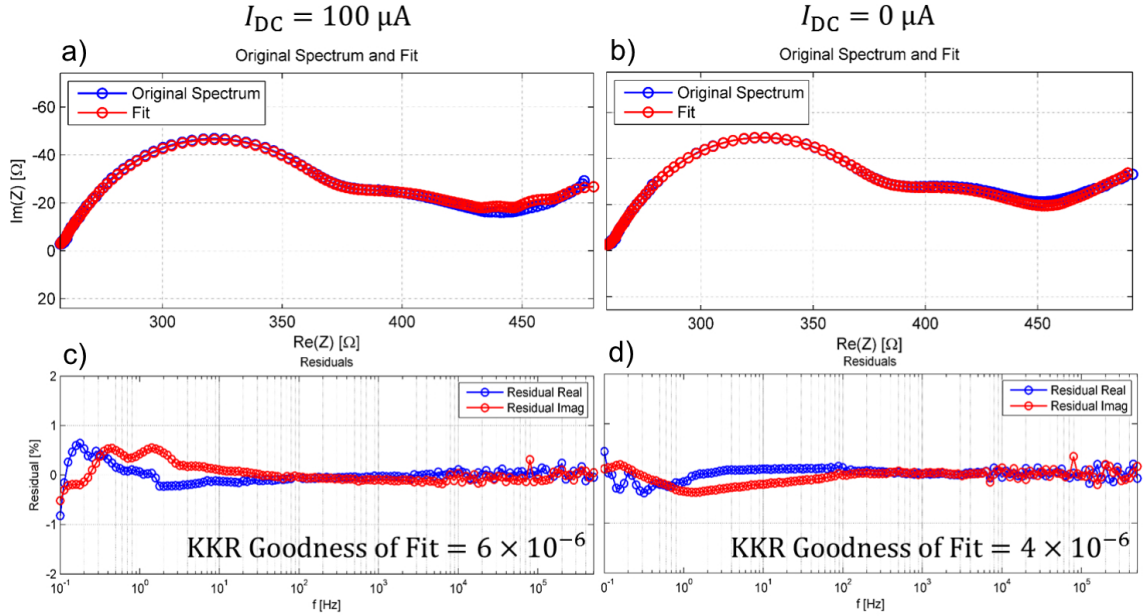 I_DC = 100 μA
I_DC = 0 μA
a)
Original Spectrum and Fit
b)
Original Spectrum and Fit
Original Spectrum
Fit
Original Spectrum
Fit
Im(Z) [Ω]
-60
-40
-20
0
20
300
350
400
450
Re(Z) [Ω]
300
350
400
450
Re(Z) [Ω]
c)
Residuals
d)
Residuals
Residual Real
Residual Imag
Residual Real
Residual Imag
Residual [%]
2
1
0
-1
-2
KKR Goodness of Fit = 6 × 10⁻⁶
KKR Goodness of Fit = 4 × 10⁻⁶
10⁻¹
10⁰
10¹
10²
10³
10⁴
10⁵
f [Hz]
0⁻¹
10⁰
10¹
10²
10³
10⁴
10⁵
f [Hz]